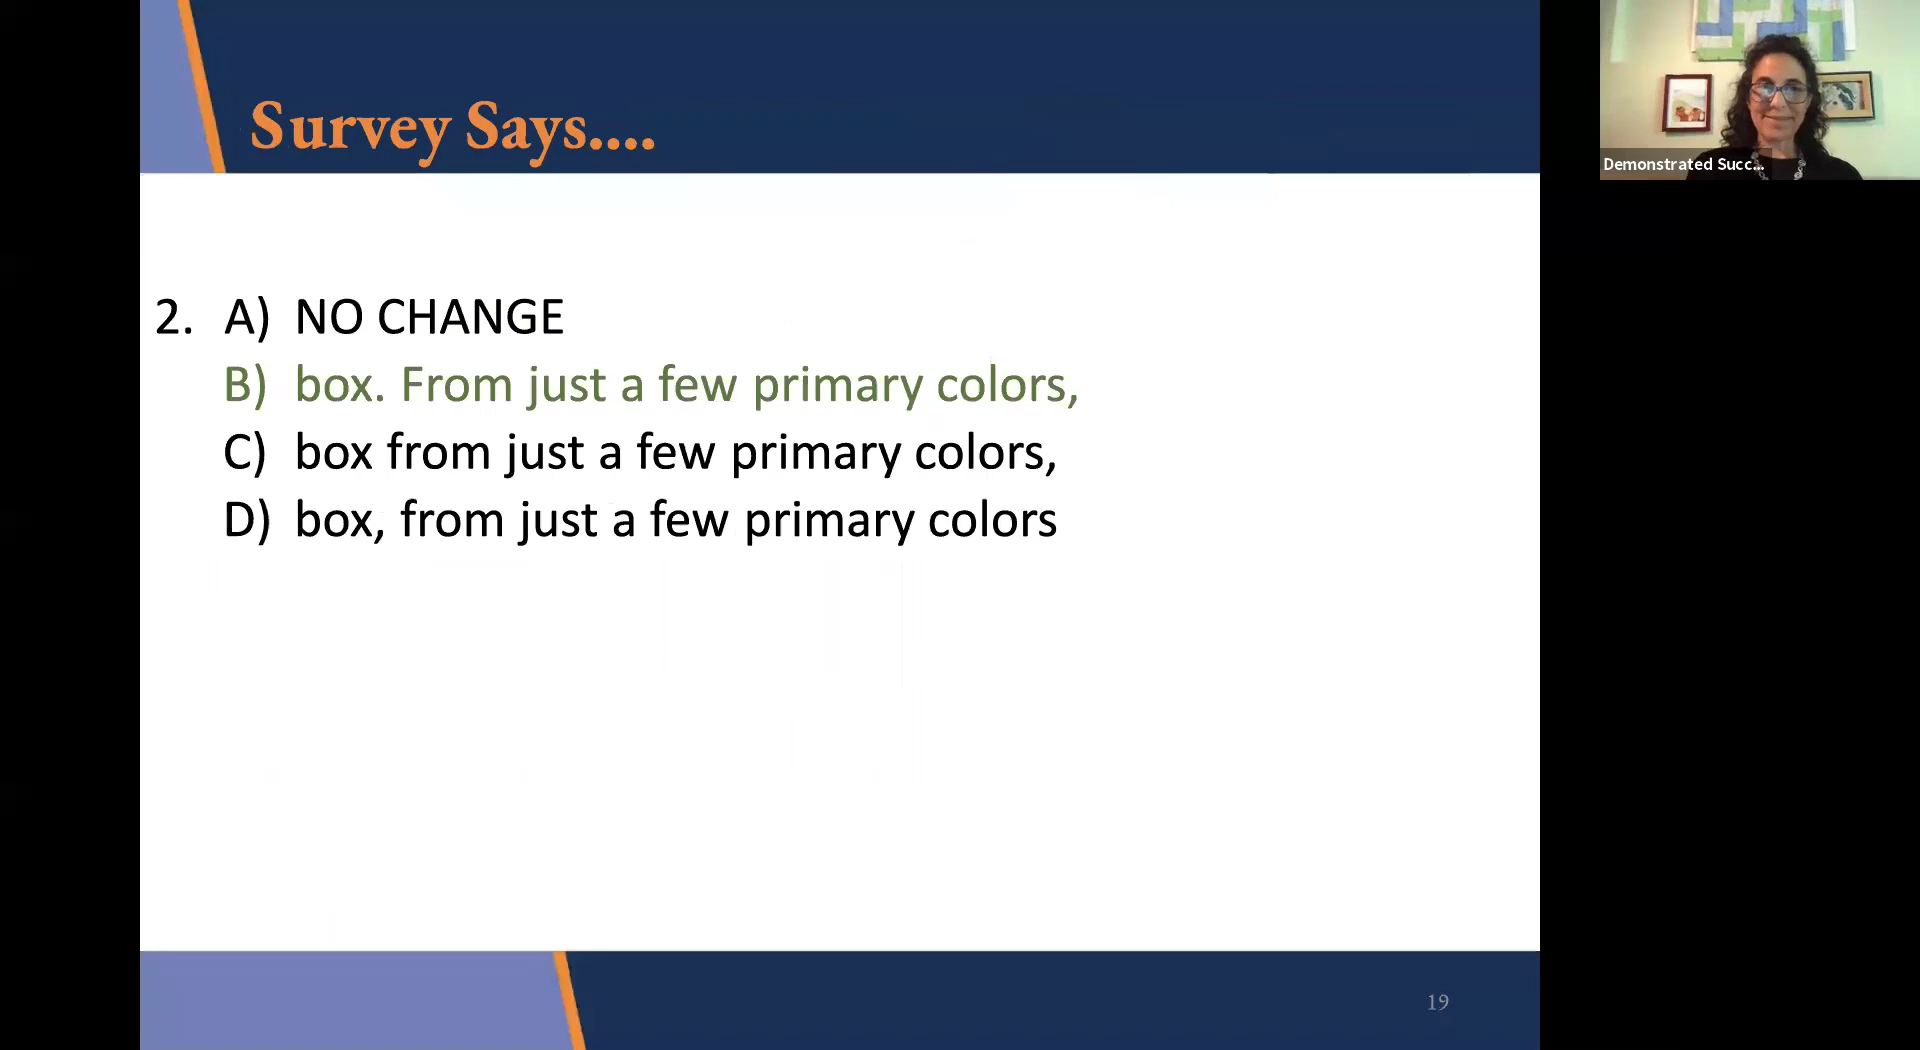 Survey Says....
2. A) NO CHANGE
B) box. From just a few primary colors,
C) box from just a few primary colors,
D) box, from just a few primary colors
19
Demonstrated Succ...